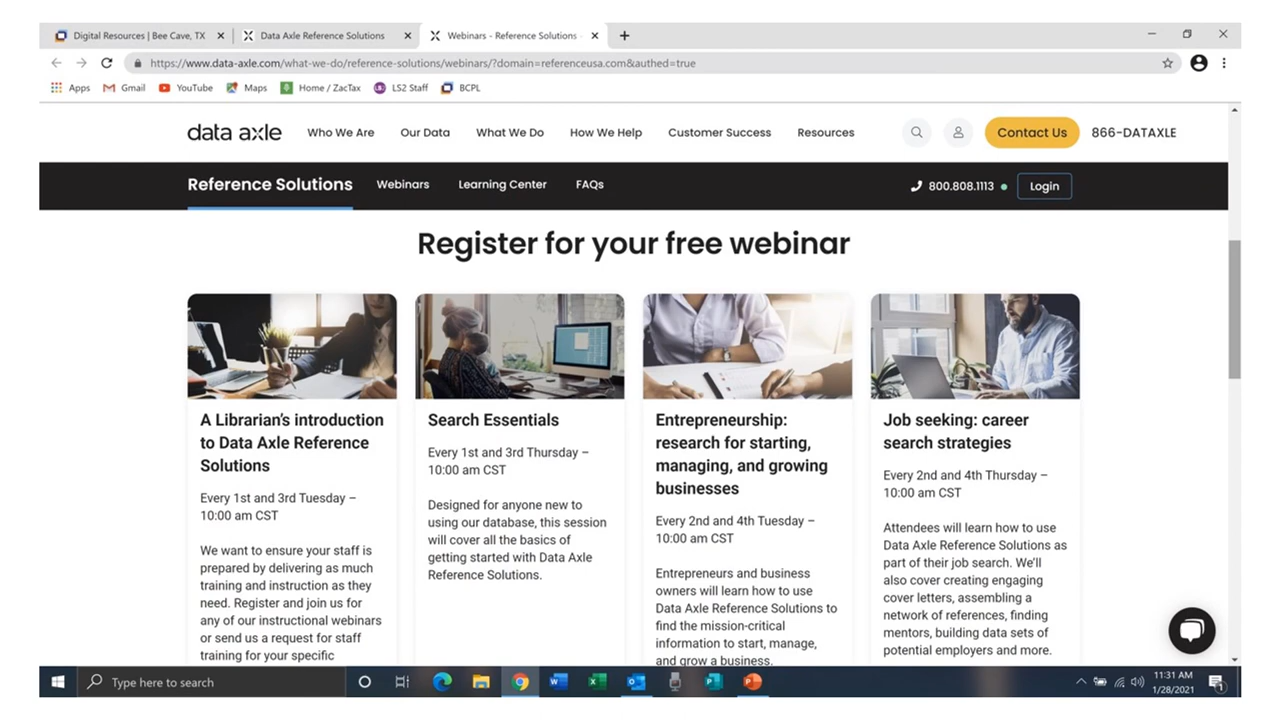 Digital Resources | Bee Cave, TX
Data Axle Reference Solutions
Webinars - Reference Solutions
https://www.data-axle.com/what-we-do/reference-solutions/webinars/?domain=referenceusa.com&authed=true
Apps
Gmail
YouTube
Maps
Home / ZacTax
LS2 Staff
BCPL
data axle
Who We Are
Our Data
What We Do
How We Help
Customer Success
Resources
Contact Us
866-DATAXLE
Reference Solutions
Webinars
Learning Center
FAQs
800.808.1113
Login
Register for your free webinar
A Librarian's introduction
to Data Axle Reference
Solutions
Every 1st and 3rd Tuesday –
10:00 am CST
We want to ensure your staff is
prepared by delivering as much
training and instruction as they
need. Register and join us for
any of our instructional webinars
or send us a request for staff
training for your specific
Search Essentials
Every 1st and 3rd Thursday –
10:00 am CST
Designed for anyone new to
using our database, this session
will cover all the basics of
getting started with Data Axle
Reference Solutions.
Entrepreneurship:
research for starting,
managing, and growing
businesses
Every 2nd and 4th Tuesday –
10:00 am CST
Entrepreneurs and business
owners will learn how to use
Data Axle Reference Solutions to
find the mission-critical
information to start, manage,
and grow a business.
Job seeking: career
search strategies
Every 2nd and 4th Thursday –
10:00 am CST
Attendees will learn how to use
Data Axle Reference Solutions as
part of their job search. We'll
also cover creating engaging
cover letters, assembling a
network of references, finding
mentors, building data sets of
potential employers and more.
Type here to search
11:31 AM
1/28/2021